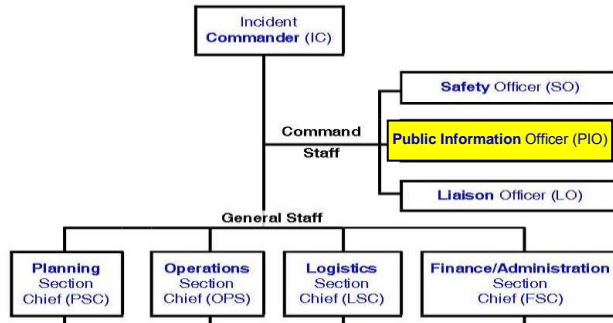 Incident
Commander (IC)
Safety Officer (SO)
Command
Staff
Public Information Officer (PIO)
Liaison Officer (LO)
General Staff
Planning
Section
Chief (PSC)
Operations
Section
Chief (OPS)
Logistics
Section
Chief (LSC)
Finance/Administration
Section
Chief (FSC)